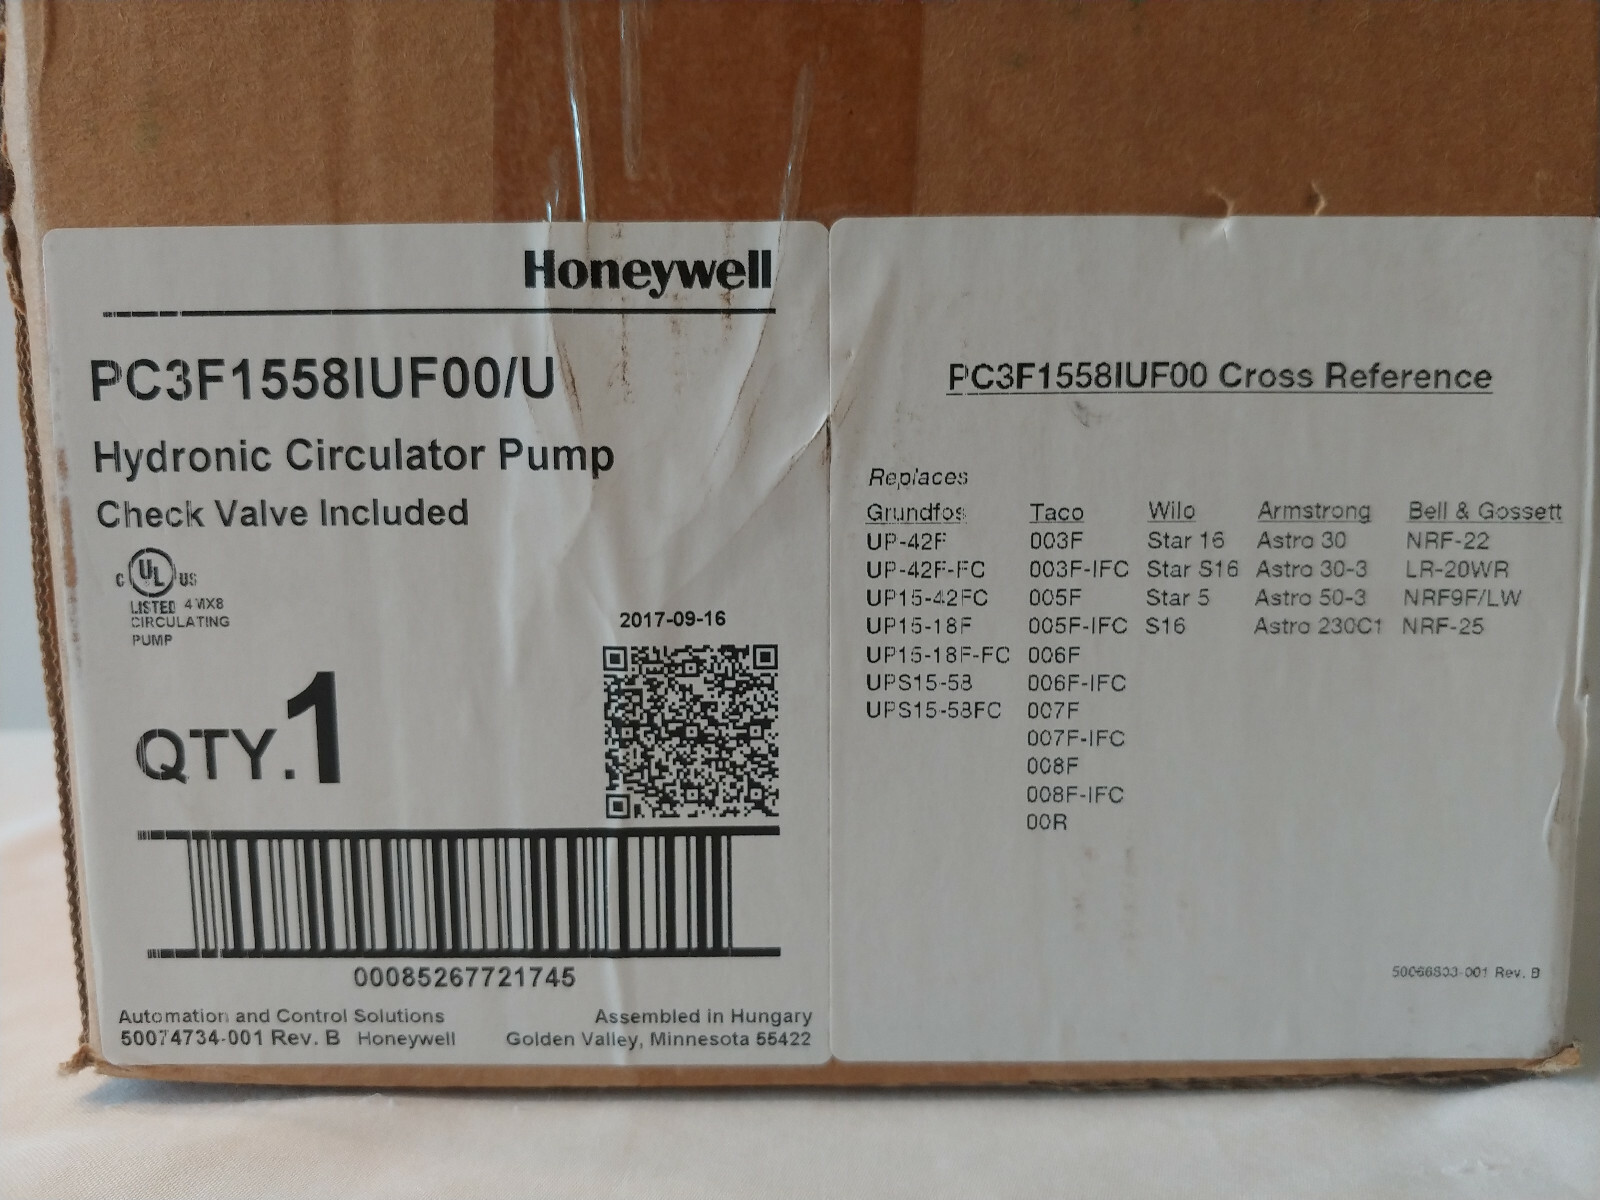 Honeywell
PC3F1558IUF00/U
Hydronic Circulator Pump
Check Valve Included
C UL US
LISTED 4MX8
CIRCULATING
PUMP
2017-09-16
QTY.1
00085267721745
Automation and Control Solutions Assembled in Hungary
50074734-001 Rev. B Honeywell Golden Valley, Minnesota 55422
PC3F1558IUF00 Cross Reference
Replaces
Grundfos Taco Wilo Armstrong Bell & Gossett
UP-42F 003F Star 16 Astro 30 NRF-22
UP-42F-FC 003F-IFC Star S16 Astro 30-3 LR-20WR
UP15-42FC 005F Star 5 Astro 50-3 NRF9F/LW
UP15-18F 005F-IFC S16 Astro 230C1 NRF-25
UP15-18F-FC 006F
UPS15-58 006F-IFC
UPS15-58FC 007F
007F-IFC
008F
008F-IFC
00R
Rev. B